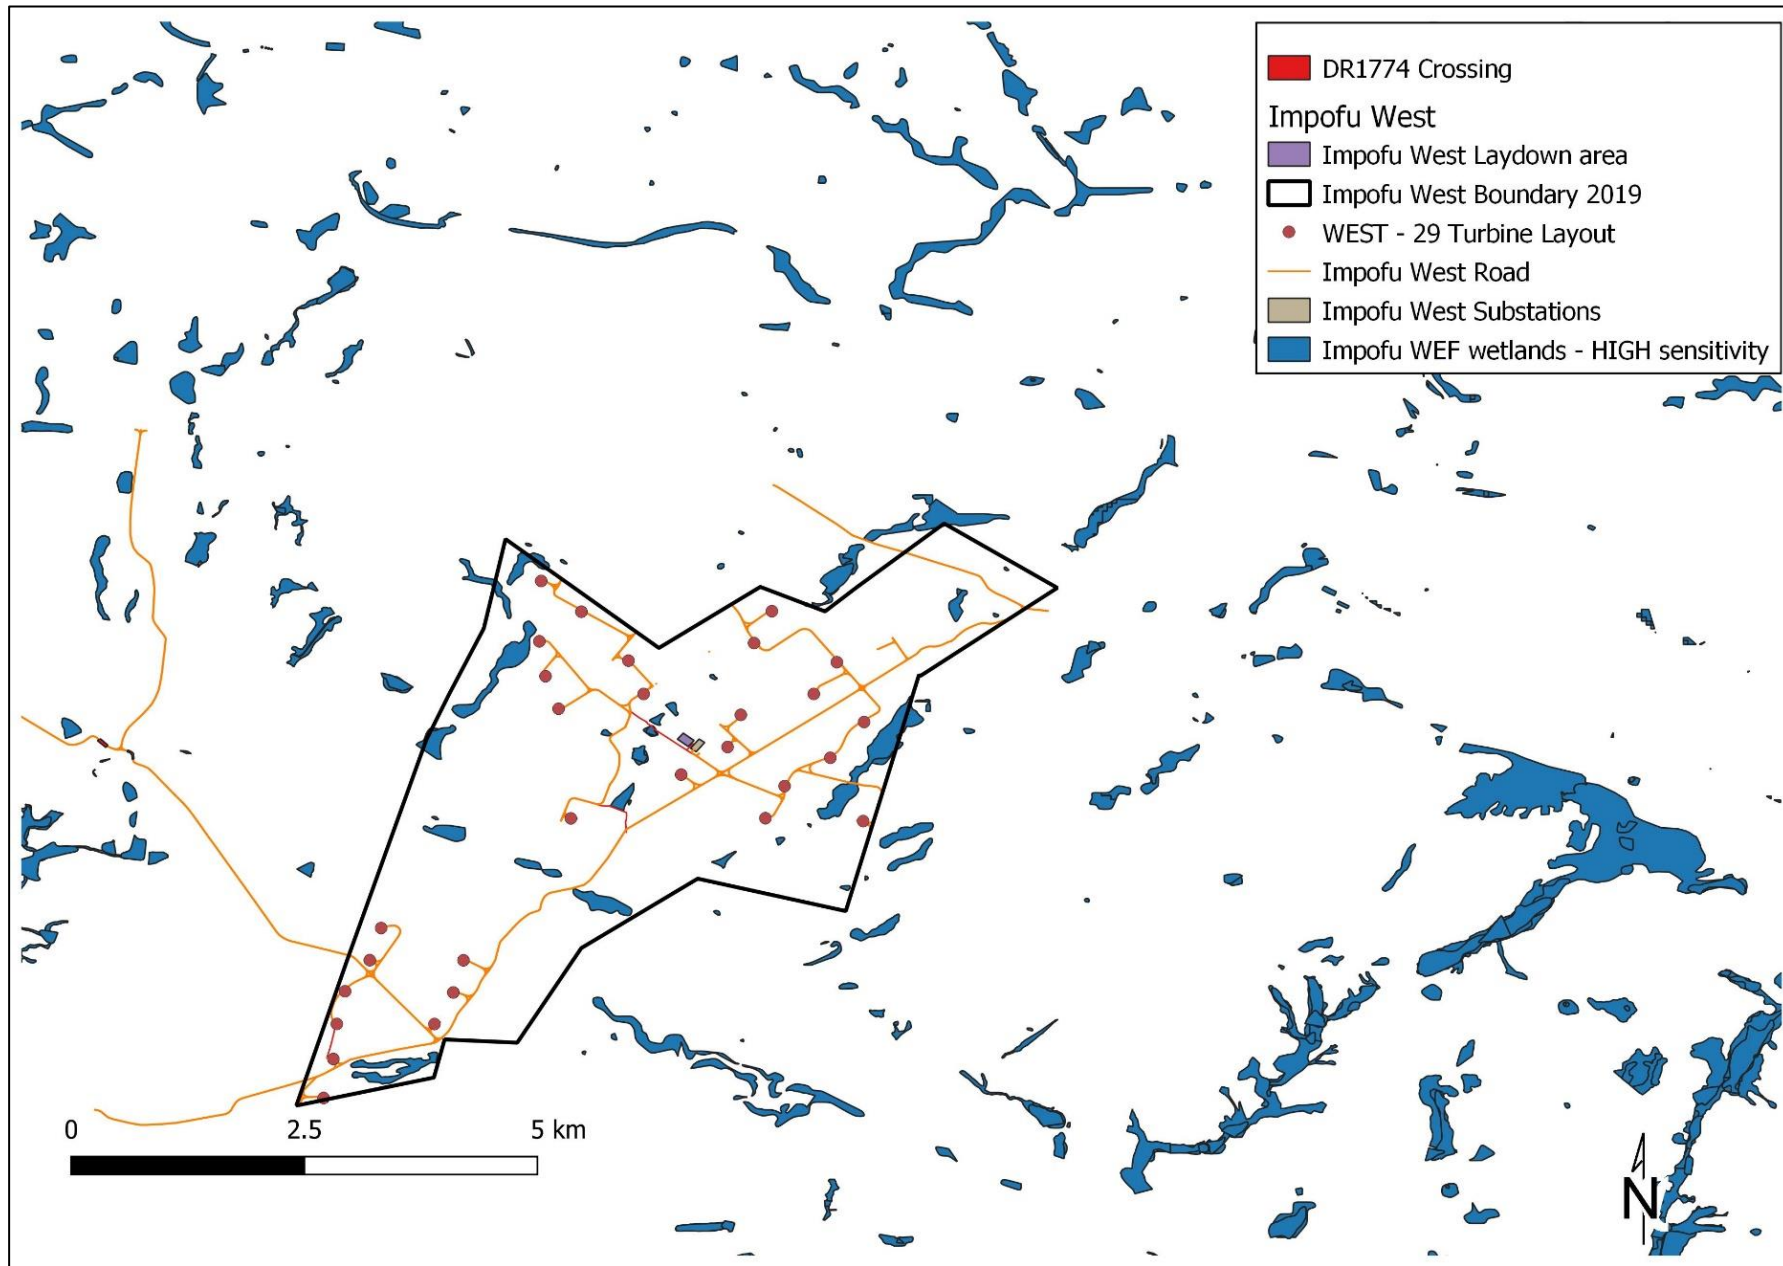 DR1774 Crossing
Impofu West
Impofu West Laydown area
Impofu West Boundary 2019
WEST - 29 Turbine Layout
Impofu West Road
Impofu West Substations
Impofu WEF wetlands - HIGH sensitivity
0 2.5 5 km
N